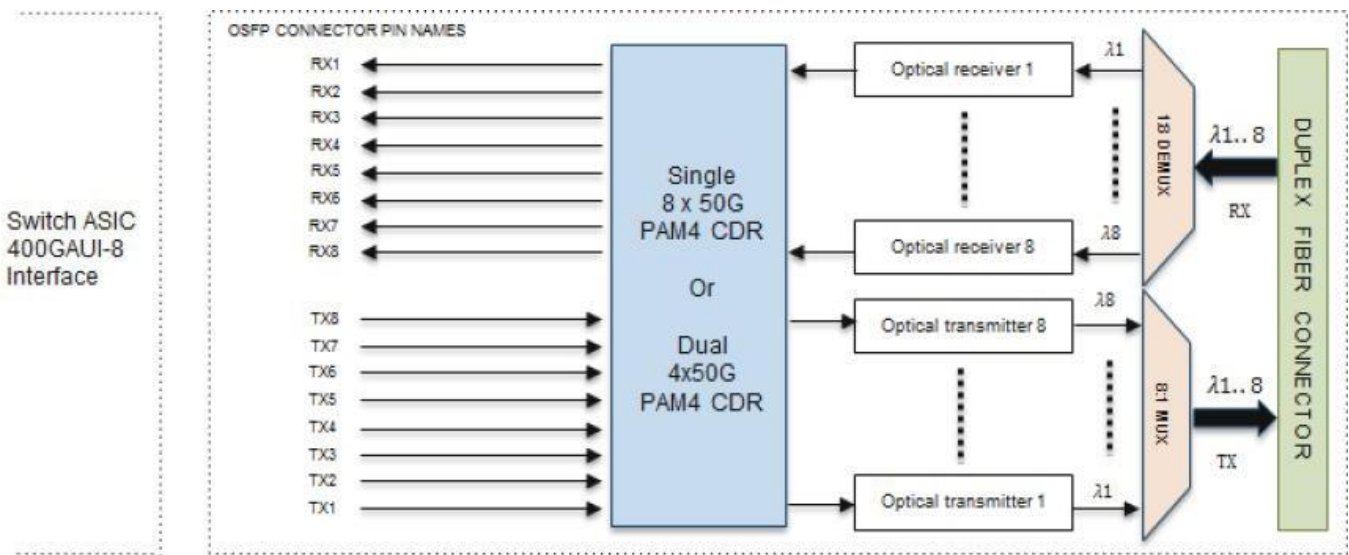 OSFP CONNECTOR PIN NAMES
RX1
RX2
RX3
RX4
RX5
RX6
RX7
RX8
TX8
TX7
TX6
TX5
TX4
TX3
TX2
TX1
Switch ASIC
400GAUI-8
Interface
Single
8 x 50G
PAM4 CDR
Or
Dual
4x50G
PAM4 CDR
Optical receiver 1
Optical receiver 8
Optical transmitter 8
Optical transmitter 1
λ1
λ8
λ8
λ1
1:8 DEMUX
8:1 MUX
λ1..8
RX
λ1..8
TX
DUPLEX FIBER CONNECTOR